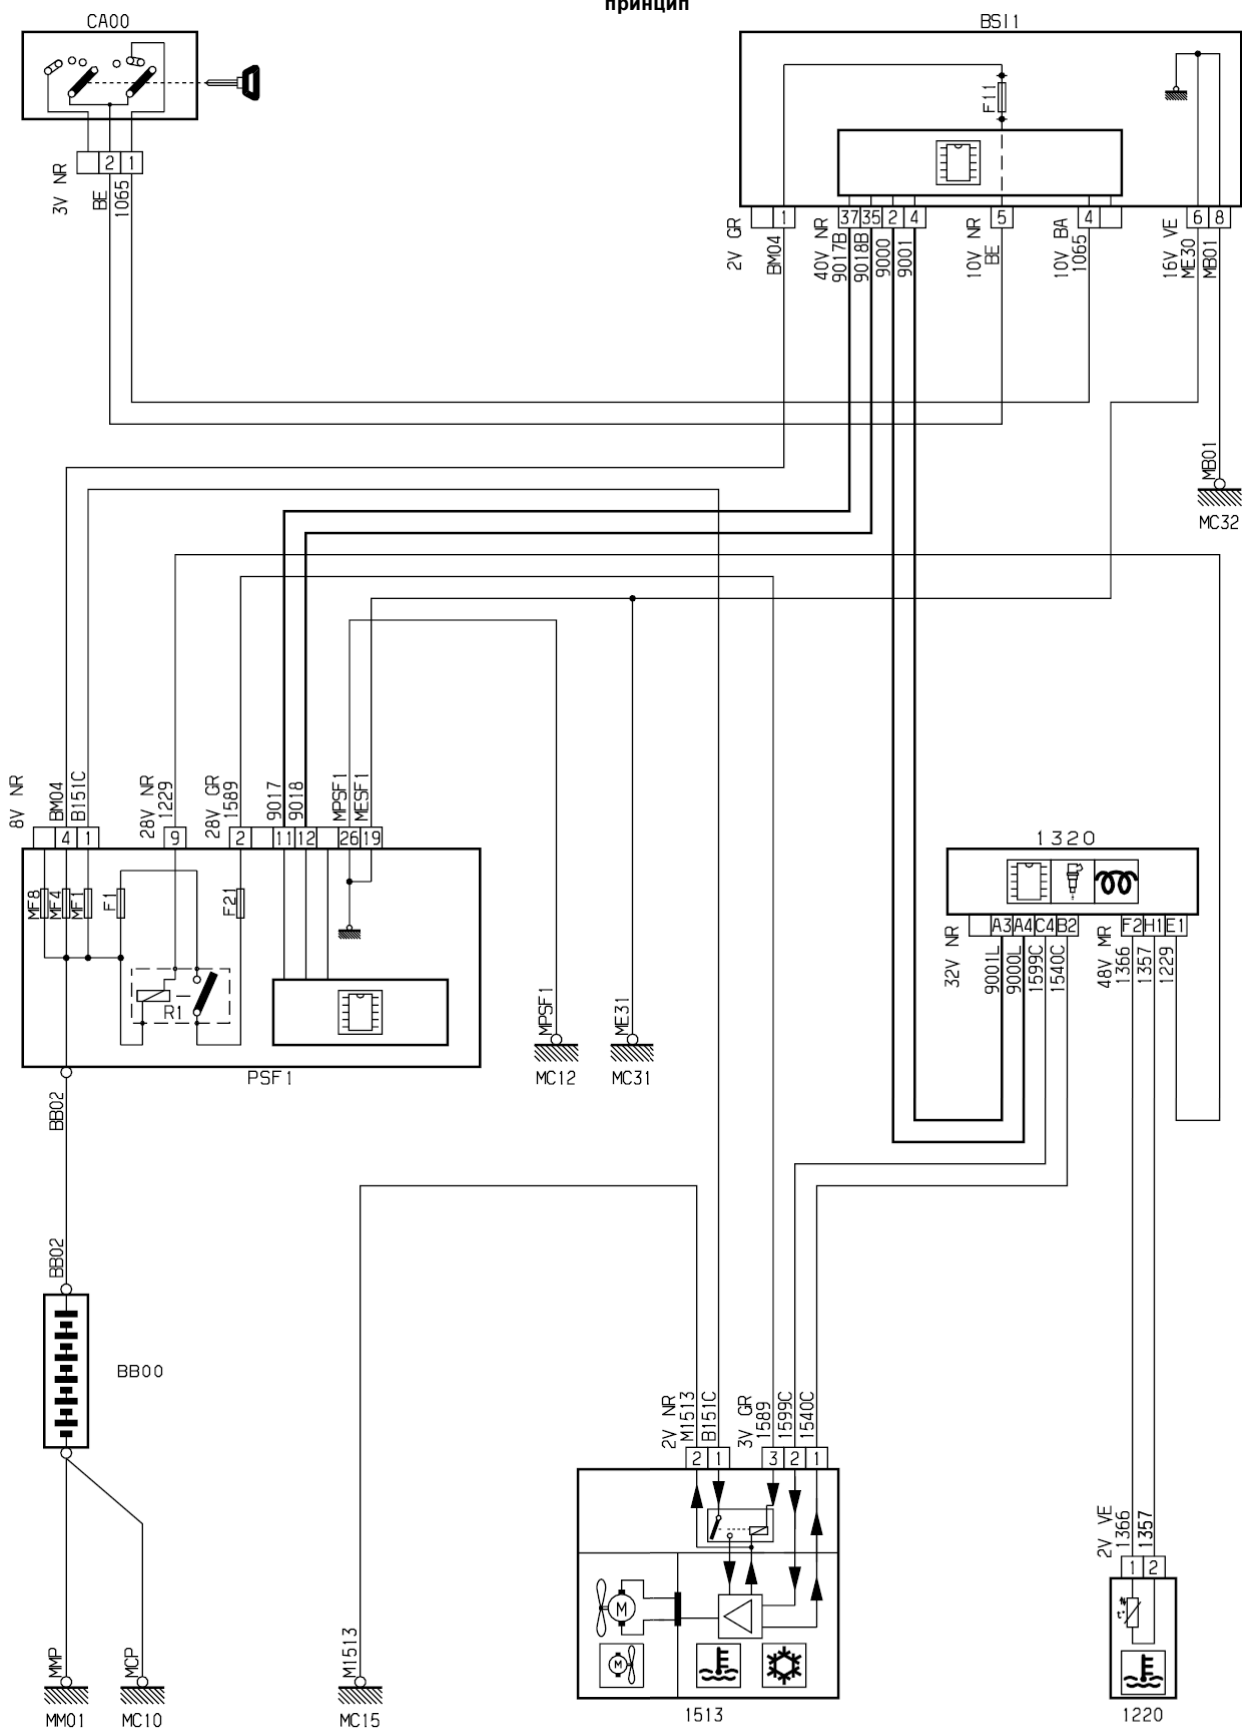 принцип
CA00
BSI1
F11
2
1
3V NR
BE
1065
1
37
35
2
4
5
4
6
8
2V GR
BM04
40V NR
9017B
9018B
9000
9001
10V NR
BE
10V BA
1065
16V VE
ME30
MB01
MB01
MC32
8V NR
BM04
B151C
28V NR
1229
28V GR
1589
9017
9018
MPSF1
MESF1
4
1
9
2
11
12
26
19
MF8
MF4
MF1
F1
F21
R1
PSF1
1320
A3
A4
C4
B2
F2
H1
E1
32V NR
9001L
9000L
1599C
1540C
48V MR
1366
1357
1229
MPSF1
ME31
MC12
MC31
BB02
BB02
BB00
2V NR
M1513
B151C
3V GR
1589
1599C
1540C
2
1
3
2
1
M
M
1513
2V VE
1366
1357
1
2
t°
1220
MMP
MCP
M1513
MM01
MC10
MC15